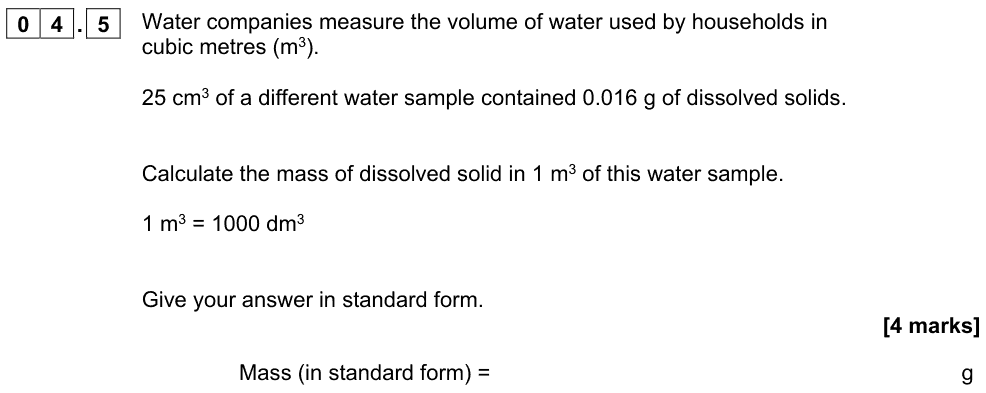 0 4 . 5 Water companies measure the volume of water used by households in
cubic metres (m³).
25 cm³ of a different water sample contained 0.016 g of dissolved solids.
Calculate the mass of dissolved solid in 1 m³ of this water sample.
1 m³ = 1000 dm³
Give your answer in standard form.
[4 marks]
Mass (in standard form) = g